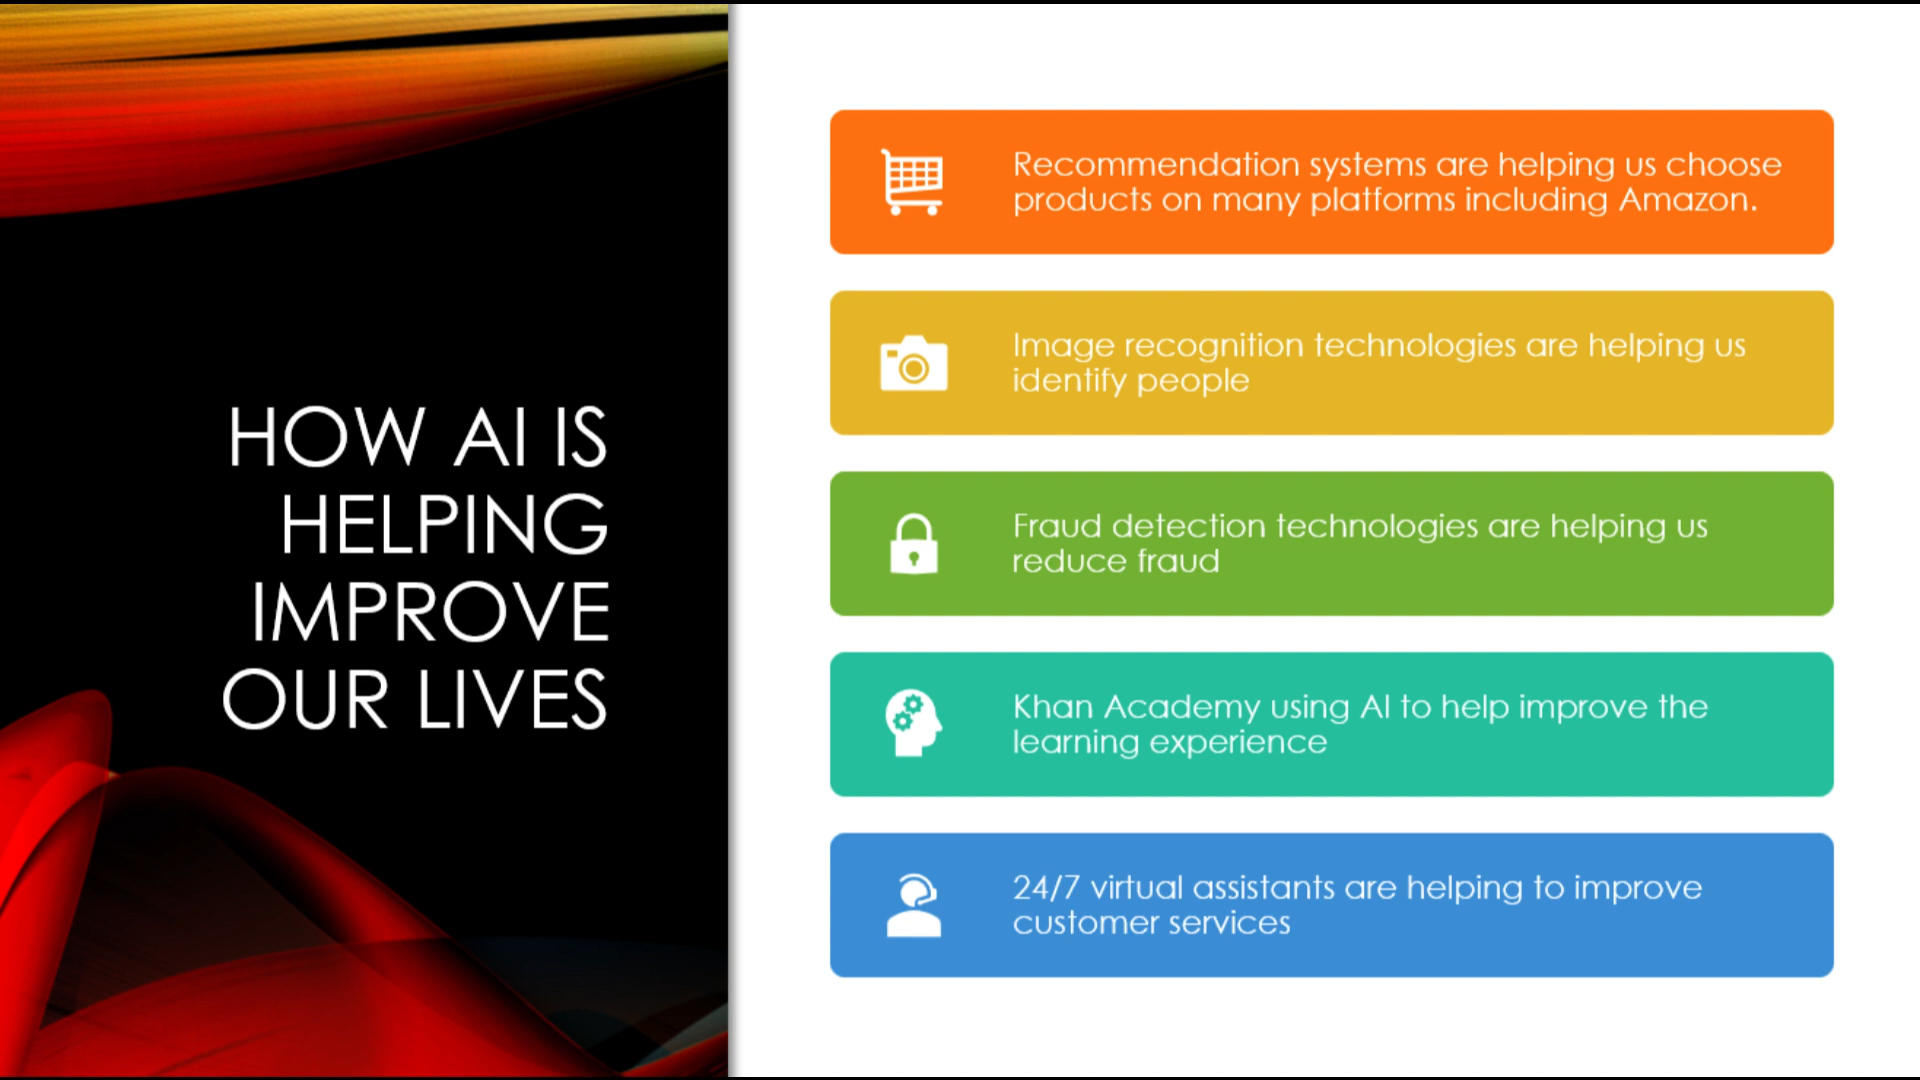 HOW AI IS
HELPING
IMPROVE
OUR LIVES
Recommendation systems are helping us choose
products on many platforms including Amazon.
Image recognition technologies are helping us
identify people
Fraud detection technologies are helping us
reduce fraud
Khan Academy using AI to help improve the
learning experience
24/7 virtual assistants are helping to improve
customer services